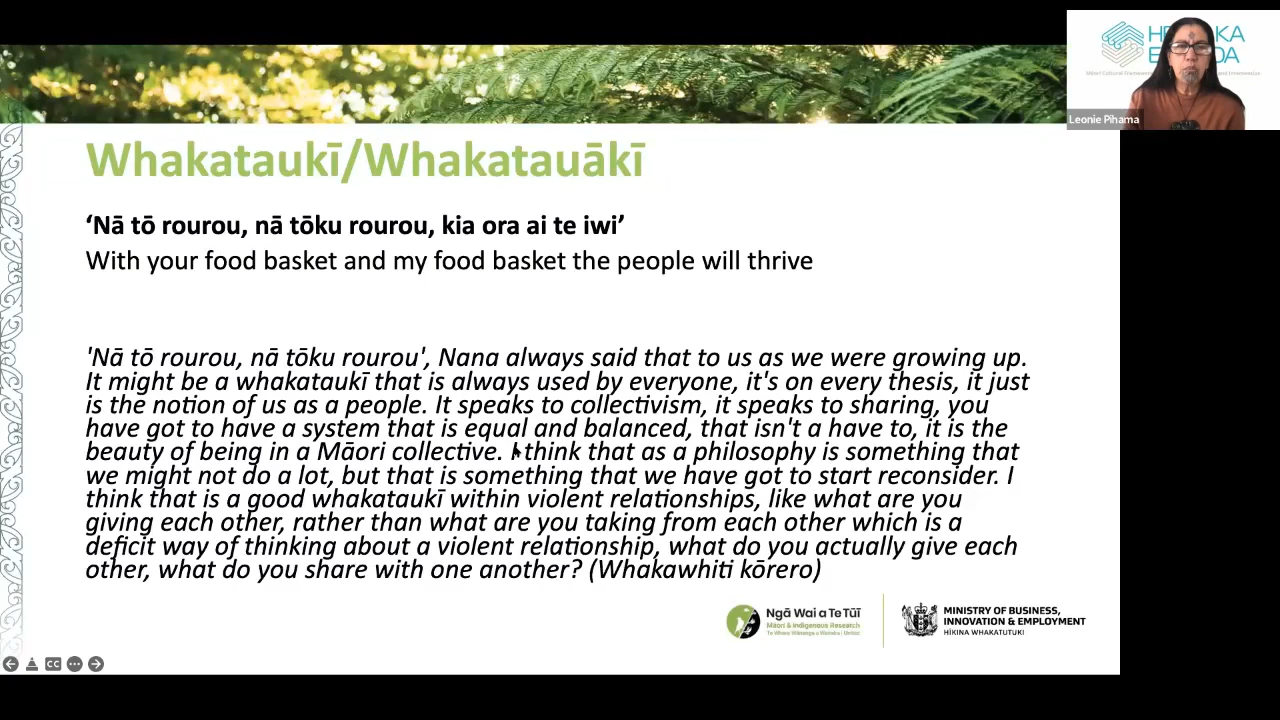 HE WAKA
EKE NOA
Leonie Pihama
Whakataukī/Whakatauākī
‘Nā tō rourou, nā tōku rourou, kia ora ai te iwi’
With your food basket and my food basket the people will thrive
'Nā tō rourou, nā tōku rourou', Nana always said that to us as we were growing up.
It might be a whakataukī that is always used by everyone, it's on every thesis, it just
is the notion of us as a people. It speaks to collectivism, it speaks to sharing, you
have got to have a system that is equal and balanced, that isn't a have to, it is the
beauty of being in a Māori collective. I think that as a philosophy is something that
we might not do a lot, but that is something that we have got to start reconsider. I
think that is a good whakataukī within violent relationships, like what are you
giving each other, rather than what are you taking from each other which is a
deficit way of thinking about a violent relationship, what do you actually give each
other, what do you share with one another? (Whakawhiti kōrero)
Ngā Wai a Te Tūī
Māori & Indigenous Research
MINISTRY OF BUSINESS,
INNOVATION & EMPLOYMENT
HĪKINA WHAKATUTUKI
CC